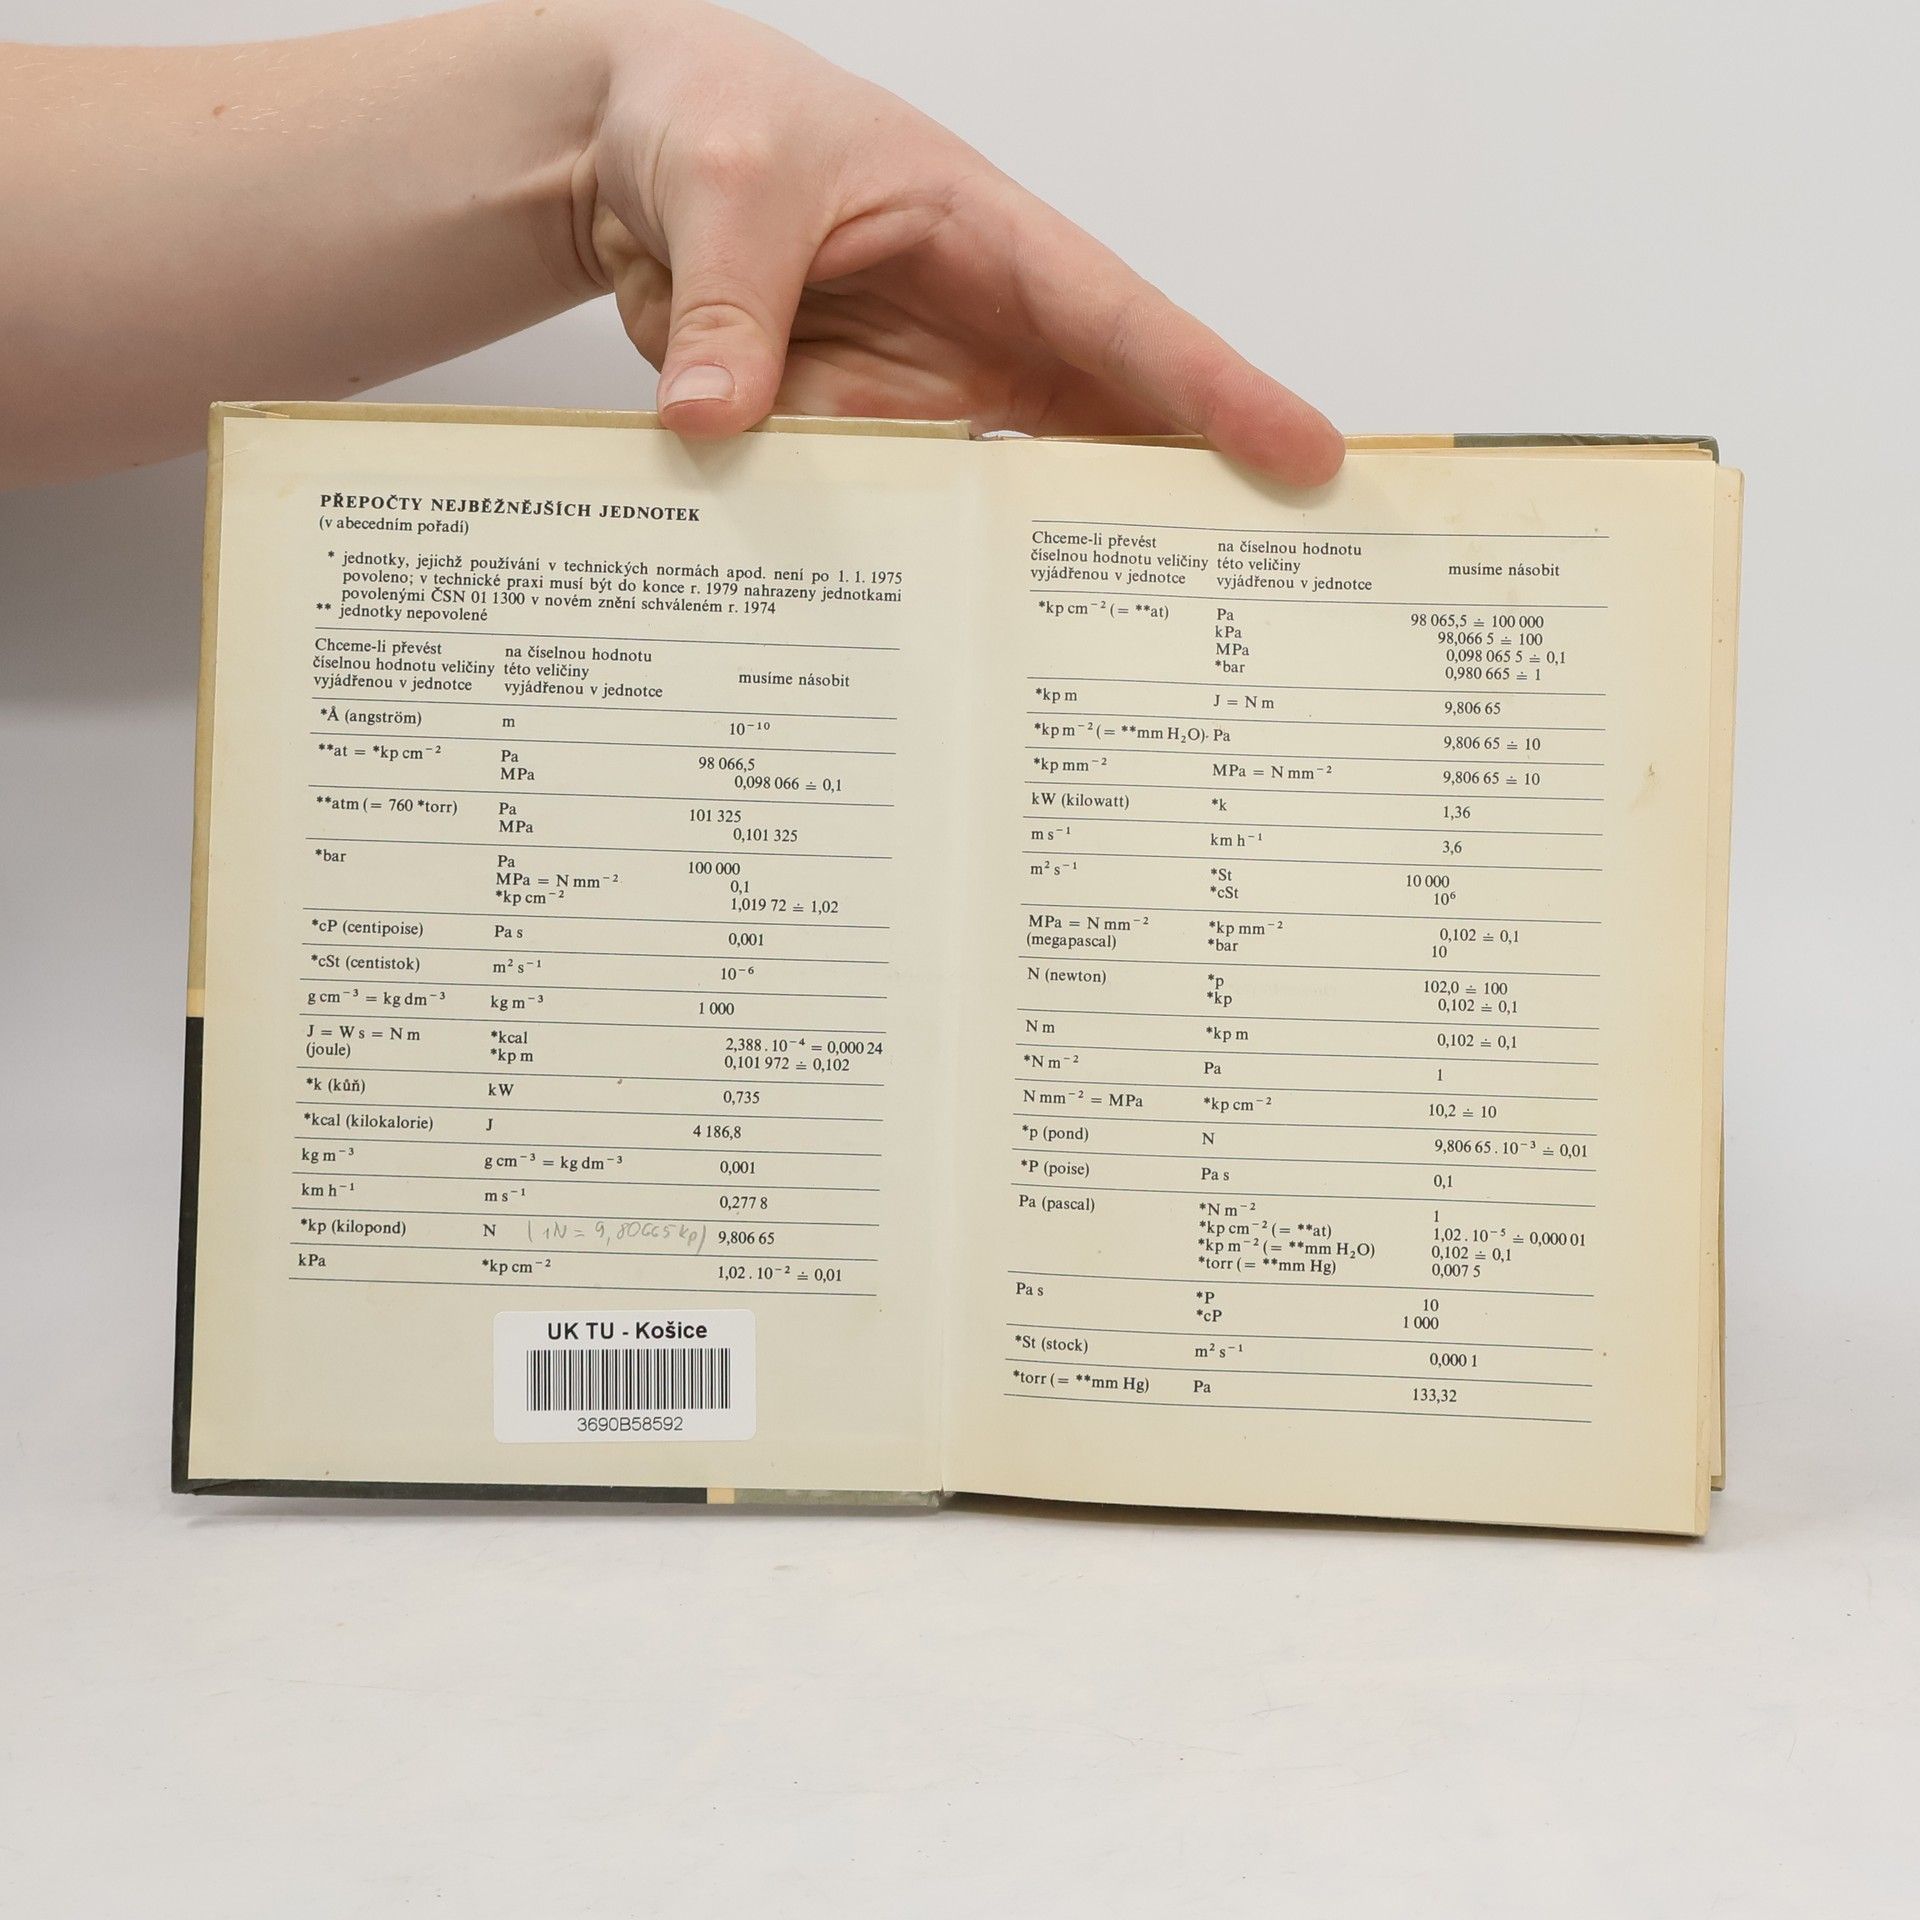 PŘEPOČTY NEJBĚŽNĚJŠÍCH JEDNOTEK
(v abecedním pořadí)
* jednotky, jejichž používání v technických normách apod. není po 1. 1. 1975
povoleno; v technické praxi musí být do konce r. 1979 nahrazeny jednotkami
povolenými ČSN 01 1300 v novém znění schváleném r. 1974
** jednotky nepovolené
Chceme-li převést na číselnou hodnotu
číselnou hodnotu veličiny této veličiny musíme násobit
vyjádřenou v jednotce vyjádřenou v jednotce
*Å (angström) m 10⁻¹⁰
**at = *kp cm⁻² Pa 98 066,5
MPa 0,098 066 ≐ 0,1
**atm (= 760 *torr) Pa 101 325
MPa 0,101 325
*bar Pa 100 000
MPa = N mm⁻² 0,1
*kp cm⁻² 1,019 72 ≐ 1,02
*cP (centipoise) Pa s 0,001
*cSt (centistok) m² s⁻¹ 10⁻⁶
g cm⁻³ = kg dm⁻³ kg m⁻³ 1 000
J = W s = N m *kcal 2,388 . 10⁻⁴ = 0,000 24
(joule) *kp m 0,101 972 ≐ 0,102
*k (kůň) kW 0,735
*kcal (kilokalorie) J 4 186,8
kg m⁻³ g cm⁻³ = kg dm⁻³ 0,001
km h⁻¹ m s⁻¹ 0,277 8
*kp (kilopond) N (1N = 9,80665 kp) 9,806 65
kPa *kp cm⁻² 1,02 . 10⁻² ≐ 0,01
UK TU - Košice
3690B58592
Chceme-li převést na číselnou hodnotu
číselnou hodnotu veličiny této veličiny musíme násobit
vyjádřenou v jednotce vyjádřenou v jednotce
*kp cm⁻² (= **at) Pa 98 065,5 ≐ 100 000
kPa 98,066 5 ≐ 100
MPa 0,098 065 5 ≐ 0,1
*bar 0,980 665 ≐ 1
*kp m J = N m 9,806 65
*kp m⁻² (= **mm H₂O) Pa 9,806 65 ≐ 10
*kp mm⁻² MPa = N mm⁻² 9,806 65 ≐ 10
kW (kilowatt) *k 1,36
m s⁻¹ km h⁻¹ 3,6
m² s⁻¹ *St 10 000
*cSt 10⁶
MPa = N mm⁻² *kp mm⁻² 0,102 ≐ 0,1
(megapascal) *bar 10
N (newton) *p 102,0 ≐ 100
*kp 0,102 ≐ 0,1
N m *kp m 0,102 ≐ 0,1
*N m⁻² Pa 1
N mm⁻² = MPa *kp cm⁻² 10,2 ≐ 10
*p (pond) N 9,806 65 . 10⁻³ ≐ 0,01
*P (poise) Pa s 0,1
Pa (pascal) *N m⁻² 1
*kp cm⁻² (= **at) 1,02 . 10⁻⁵ ≐ 0,000 01
*kp m⁻² (= **mm H₂O) 0,102 ≐ 0,1
*torr (= **mm Hg) 0,007 5
Pa s *P 10
*cP 1 000
*St (stock) m² s⁻¹ 0,000 1
*torr (= **mm Hg) Pa 133,32